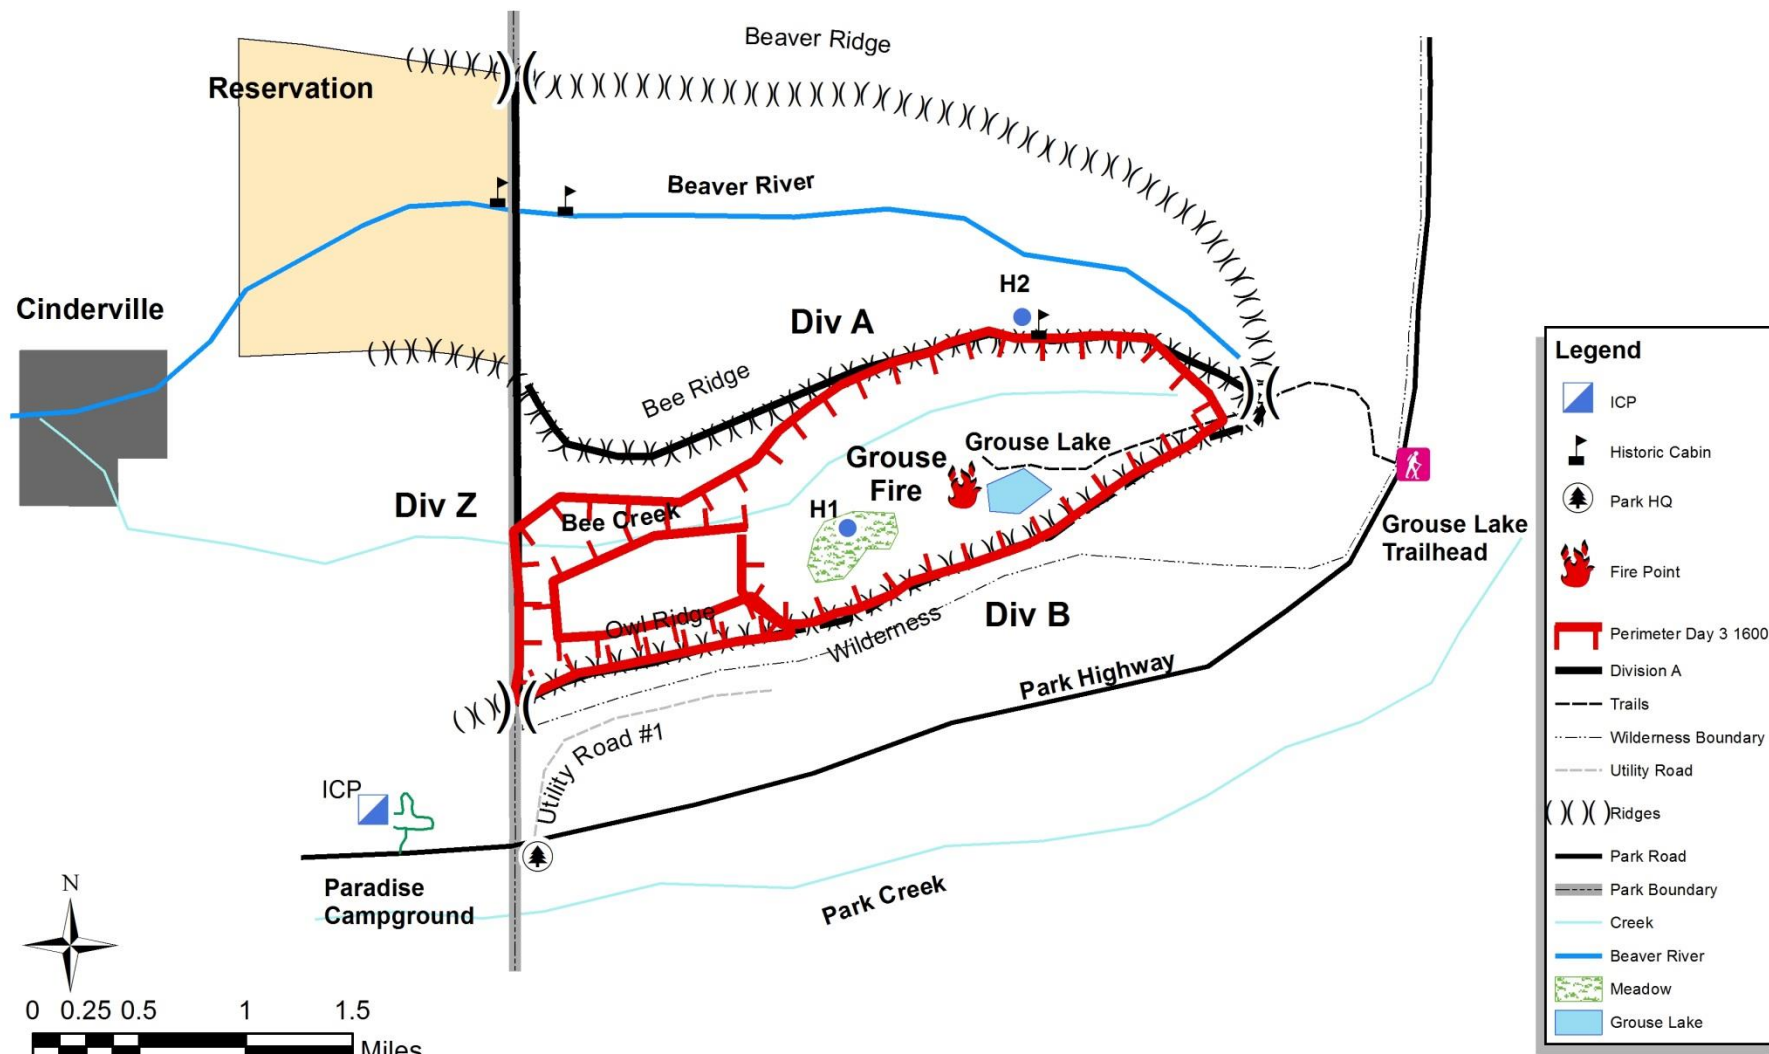 Beaver Ridge
Reservation
Beaver River
Cinderville
H2
Div A
Bee Ridge
Grouse Lake
Grouse
Fire
Div Z
Bee Creek
H1
Grouse Lake
Trailhead
Owl Ridge
Wilderness
Div B
Park Highway
Utility Road #1
ICP
Paradise
Campground
Park Creek
N
0 0.25 0.5 1 1.5
Miles
Legend
ICP
Historic Cabin
Park HQ
Fire Point
Perimeter Day 3 1600
Division A
Trails
Wilderness Boundary
Utility Road
Ridges
Park Road
Park Boundary
Creek
Beaver River
Meadow
Grouse Lake